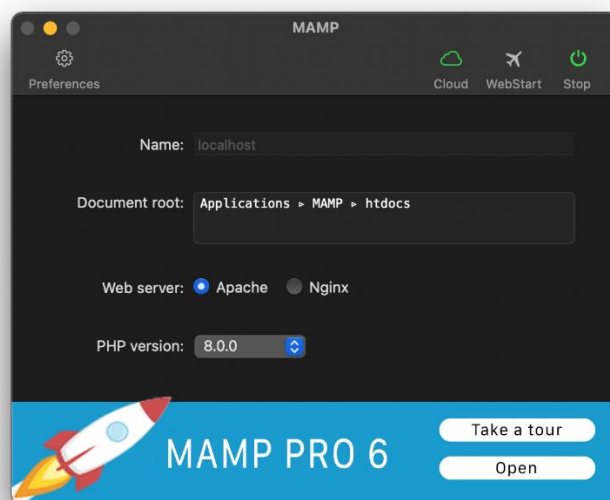 MAMP
Preferences
Cloud WebStart Stop
Name: localhost
Document root: Applications ▹ MAMP ▹ htdocs
Web server: Apache Nginx
PHP version: 8.0.0
MAMP PRO 6
Take a tour
Open